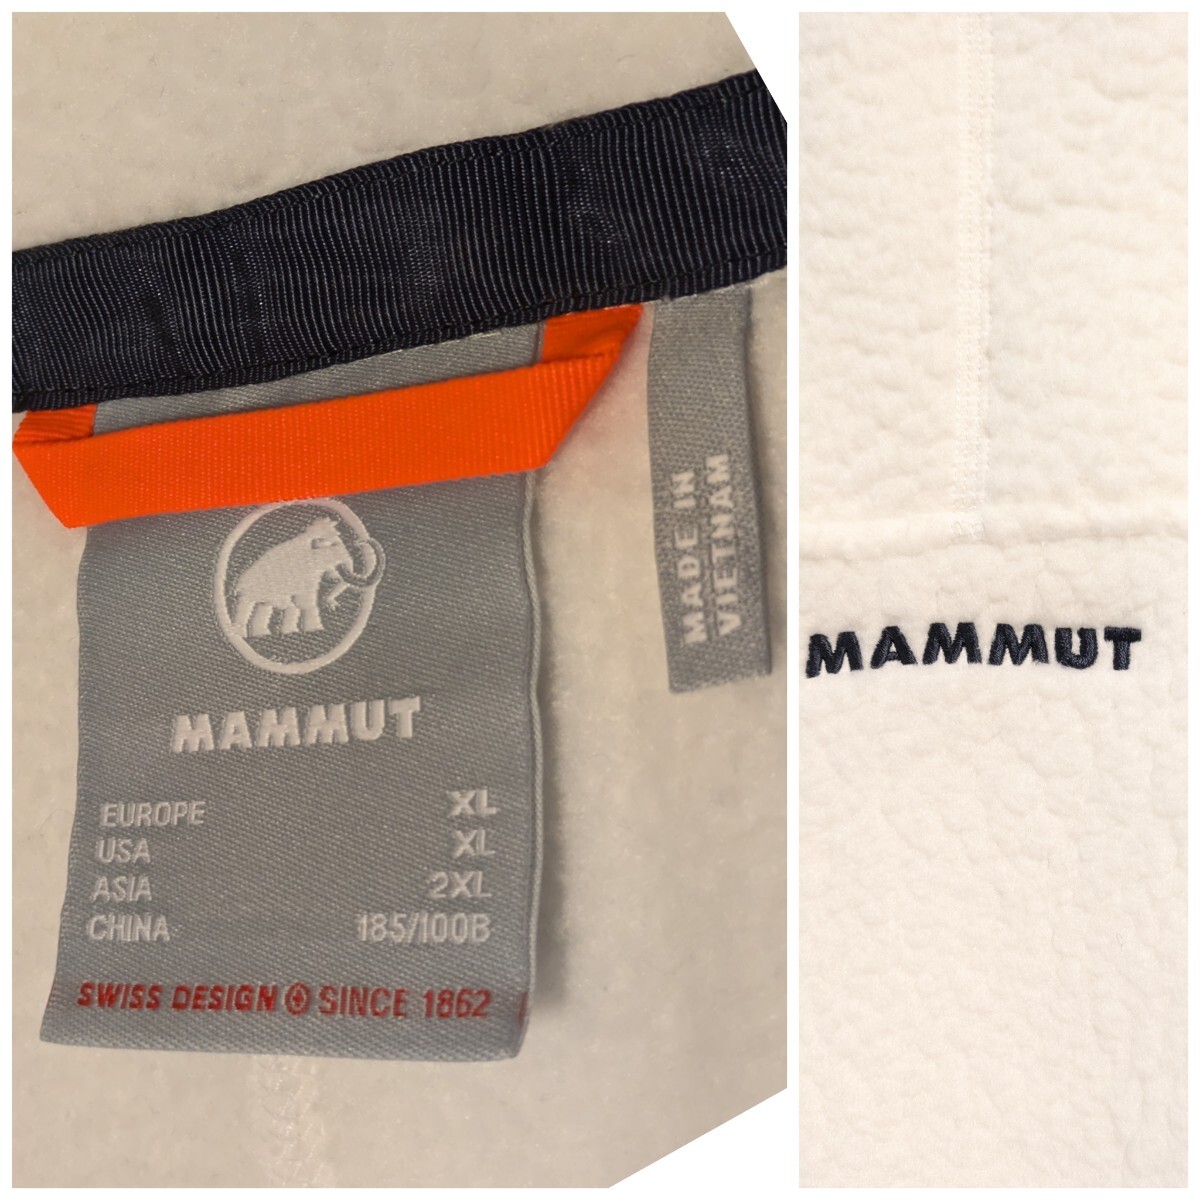 MAMMUT
EUROPE XL
USA XL
ASIA 2XL
CHINA 185/100B
SWISS DESIGN SINCE 1862
MADE IN
VIETNAM
MAMMUT